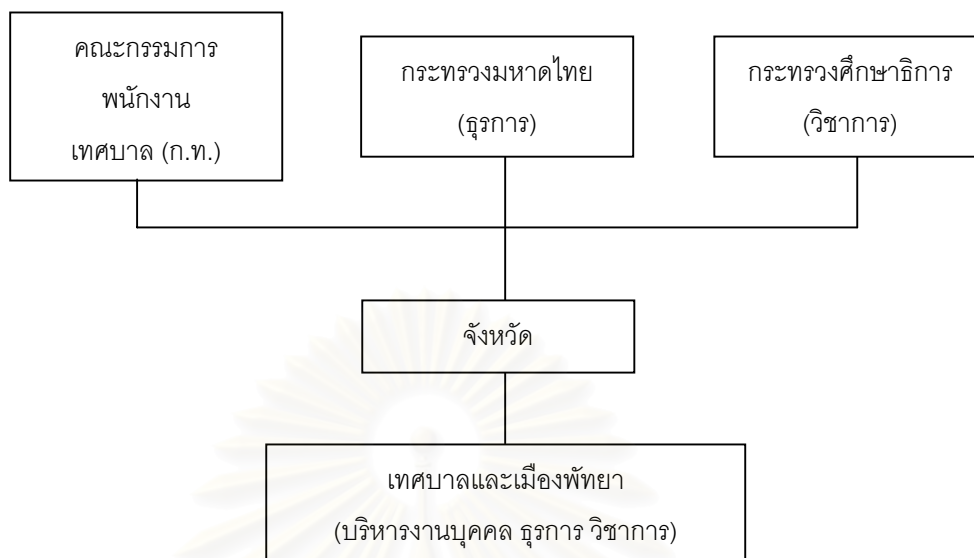 คณะกรรมการ
พนักงาน
เทศบาล (ก.ท.)
กระทรวงมหาดไทย
(ธุรการ)
กระทรวงศึกษาธิการ
(วิชาการ)
จังหวัด
เทศบาลและเมืองพัทยา
(บริหารงานบุคคล ธุรการ วิชาการ)